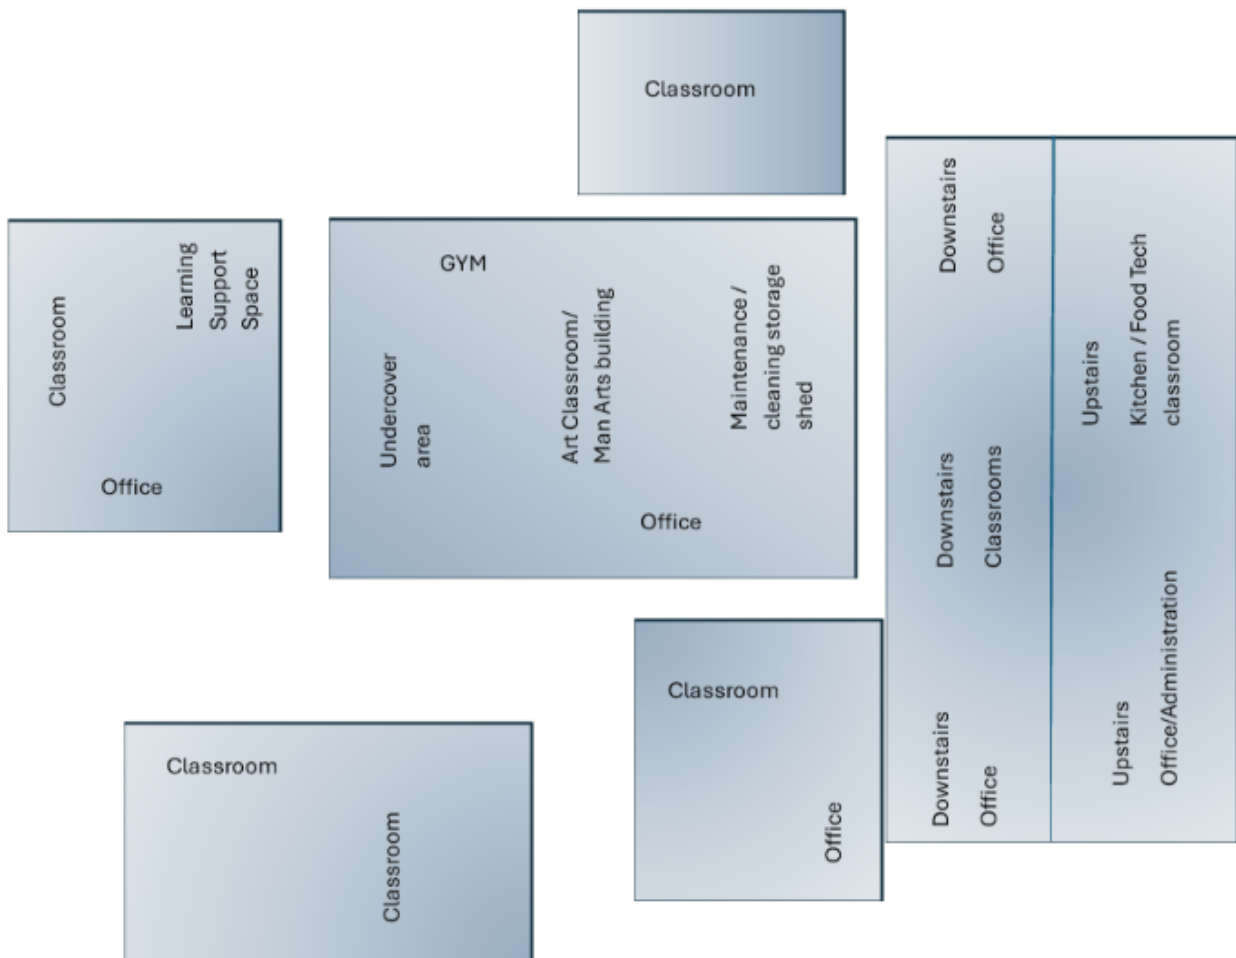 Classroom
Classroom
Learning
Support
Space
Office
GYM
Undercover
area
Art Classroom/
Man Arts building
Maintenance /
cleaning storage
shed
Office
Downstairs
Office
Downstairs
Classrooms
Downstairs
Office
Upstairs
Kitchen / Food Tech
classroom
Upstairs
Office/Administration
Classroom
Office
Classroom
Classroom